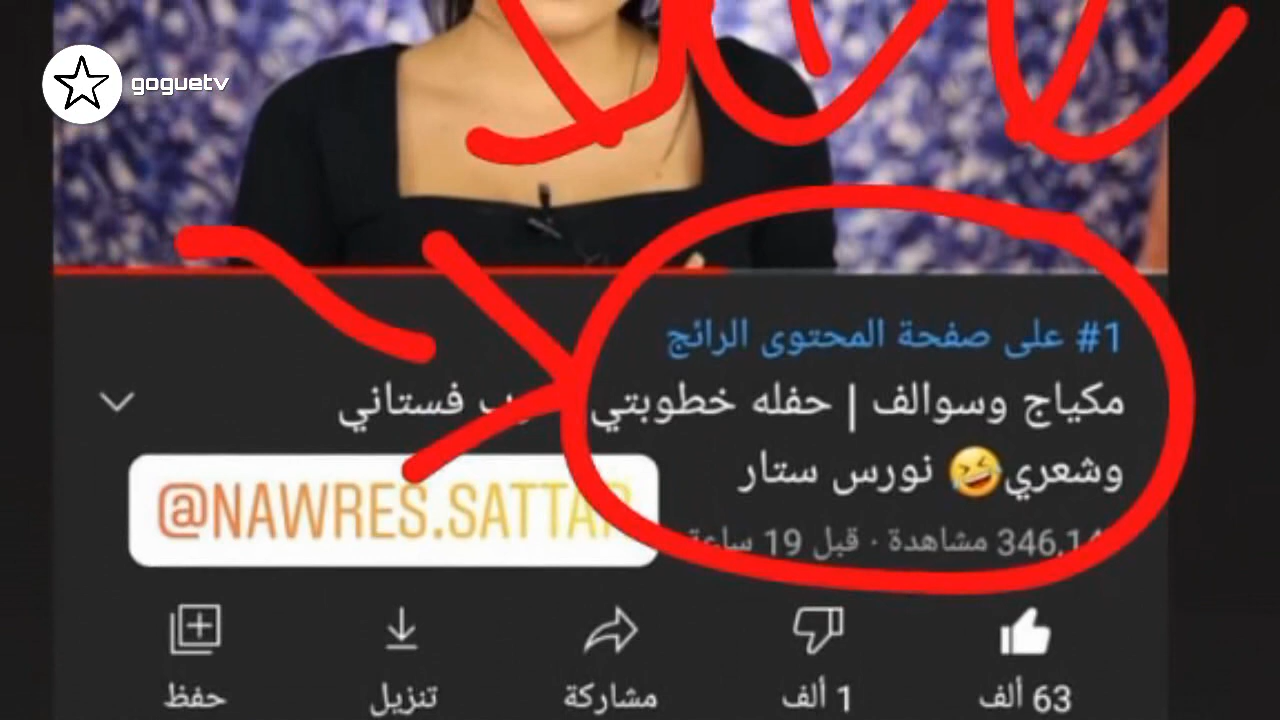 goguetv
#1 على صفحة المحتوى الرائج
مكياج وسوالف | حفله خطوبتي فستاني
وشعري🤣 نورس ستار
@NAWRES.SATTAR
346,14 مشاهدة · قبل 19 ساعة
63 ألف
1 ألف
مشاركة
تنزيل
حفظ